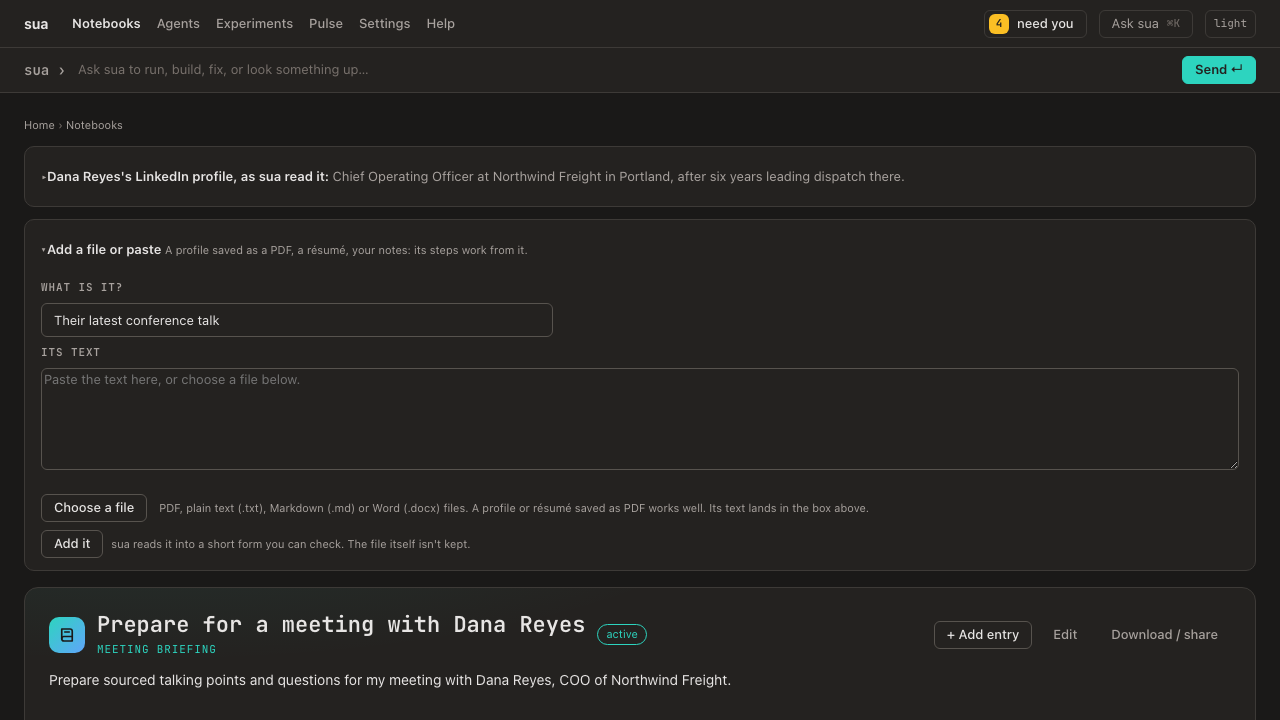 sua Notebooks Agents Experiments Pulse Settings Help 4 need you Ask sua ⌘K light
sua › Ask sua to run, build, fix, or look something up… Send ↵
Home › Notebooks
▸Dana Reyes's LinkedIn profile, as sua read it: Chief Operating Officer at Northwind Freight in Portland, after six years leading dispatch there.
▾Add a file or paste A profile saved as a PDF, a résumé, your notes: its steps work from it.
WHAT IS IT?
Their latest conference talk
ITS TEXT
Paste the text here, or choose a file below.
Choose a file PDF, plain text (.txt), Markdown (.md) or Word (.docx) files. A profile or résumé saved as PDF works well. Its text lands in the box above.
Add it sua reads it into a short form you can check. The file itself isn't kept.
Prepare for a meeting with Dana Reyes active + Add entry Edit Download / share
MEETING BRIEFING
Prepare sourced talking points and questions for my meeting with Dana Reyes, COO of Northwind Freight.